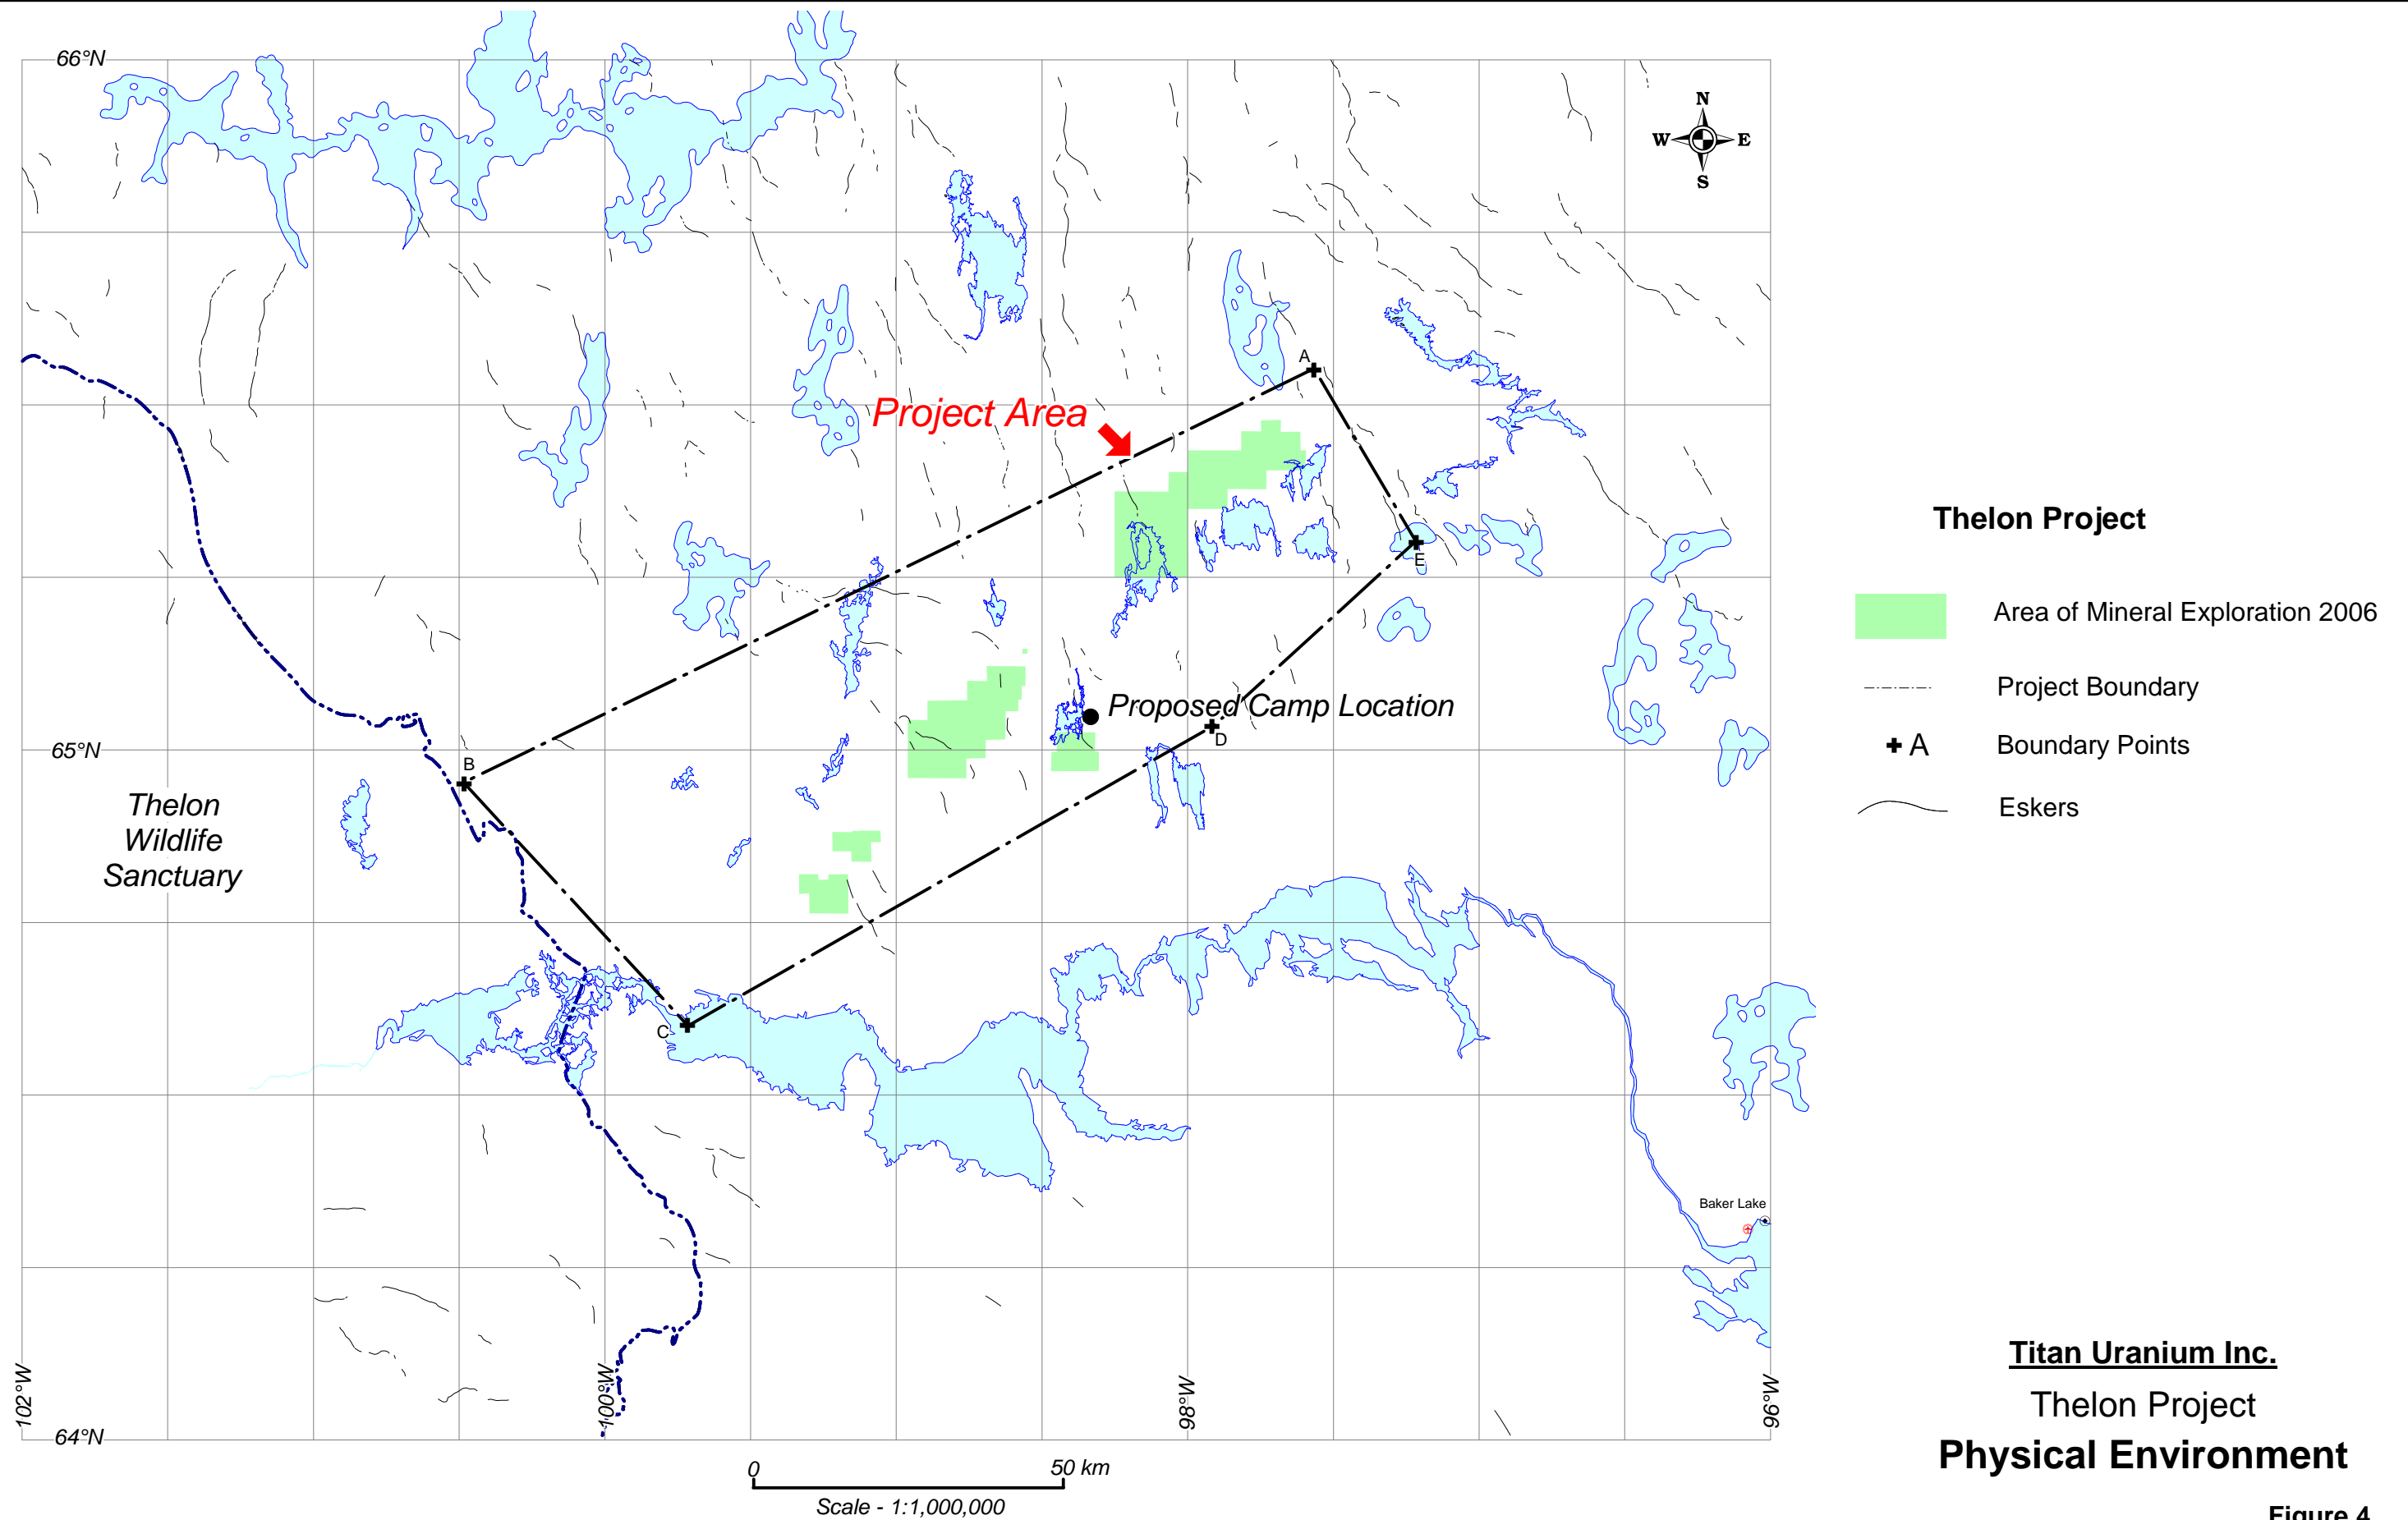 66°N
N
W E
S
A
Project Area
Thelon Project
E
Area of Mineral Exploration 2006
Project Boundary
Proposed Camp Location
D
65°N
A Boundary Points
B
Thelon
Wildlife
Sanctuary
Eskers
C
Baker Lake
102°W
100°W
98°W
96°W
64°N
Titan Uranium Inc.
Thelon Project
Physical Environment
0 50 km
Scale - 1:1,000,000
Figure 4